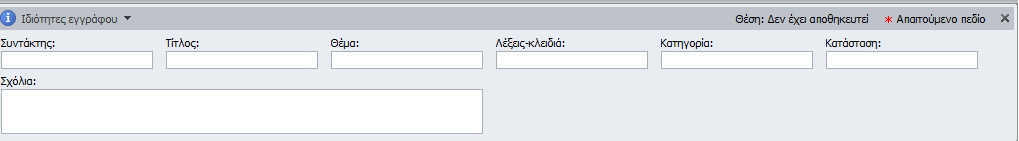 Ιδιότητες εγγράφου Θέση: Δεν έχει αποθηκευτεί * Απαιτούμενο πεδίο
Συντάκτης: Τίτλος: Θέμα: Λέξεις-κλειδιά: Κατηγορία: Κατάσταση:
Σχόλια: